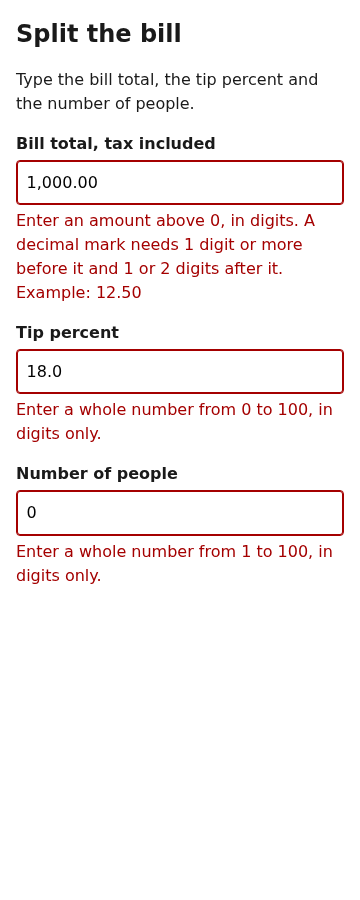 Split the bill
Type the bill total, the tip percent and
the number of people.
Bill total, tax included
1,000.00
Enter an amount above 0, in digits. A
decimal mark needs 1 digit or more
before it and 1 or 2 digits after it.
Example: 12.50
Tip percent
18.0
Enter a whole number from 0 to 100, in
digits only.
Number of people
0
Enter a whole number from 1 to 100, in
digits only.